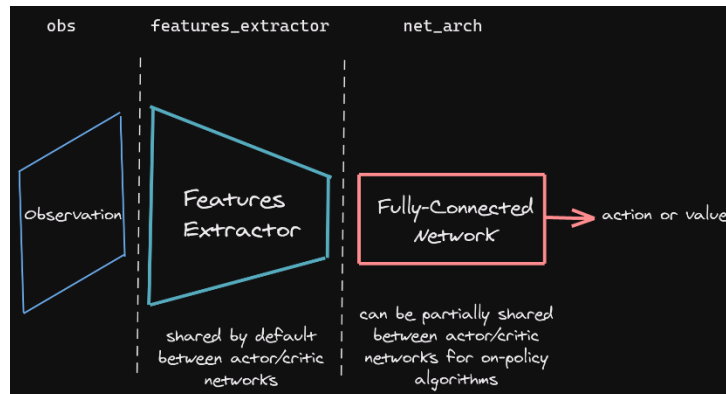 obs
features_extractor
net_arch
Observation
Features
Extractor
Fully-Connected
Network
action or value
shared by default
between actor/critic
networks
can be partially shared
between actor/critic
networks for on-policy
algorithms